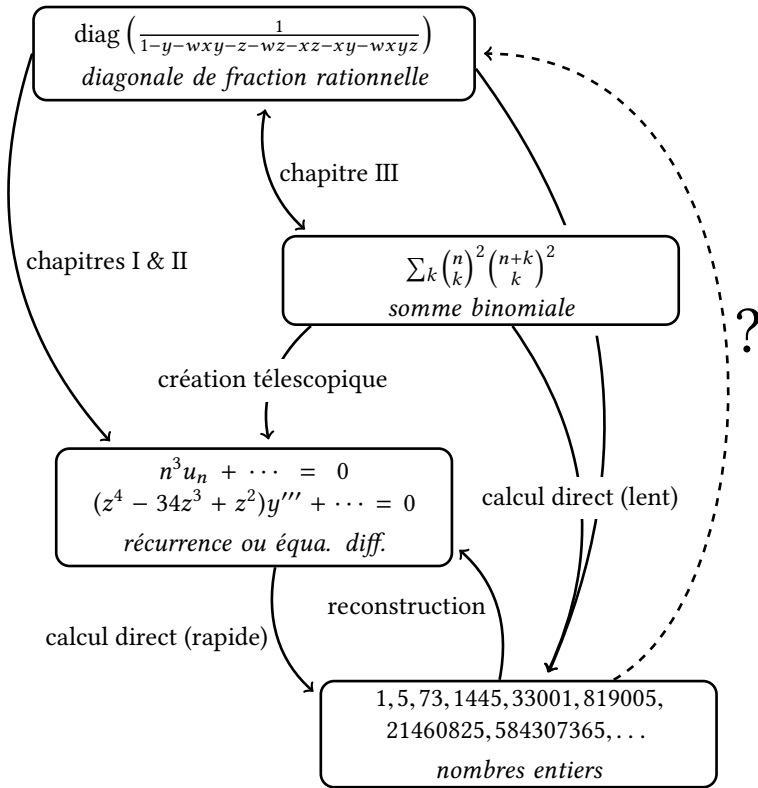 diag (1/(1−y−wxy−z−wz−xz−xy−wxyz))
diagonale de fraction rationnelle
chapitre III
chapitres I & II
∑ₖ (n k)² (n+k k)²
somme binomiale
?
création télescopique
n³uₙ + ⋯ = 0
(z⁴ − 34z³ + z²)y′′′ + ⋯ = 0
récurrence ou équa. diff.
calcul direct (lent)
reconstruction
calcul direct (rapide)
1, 5, 73, 1445, 33001, 819005,
21460825, 584307365, . . .
nombres entiers